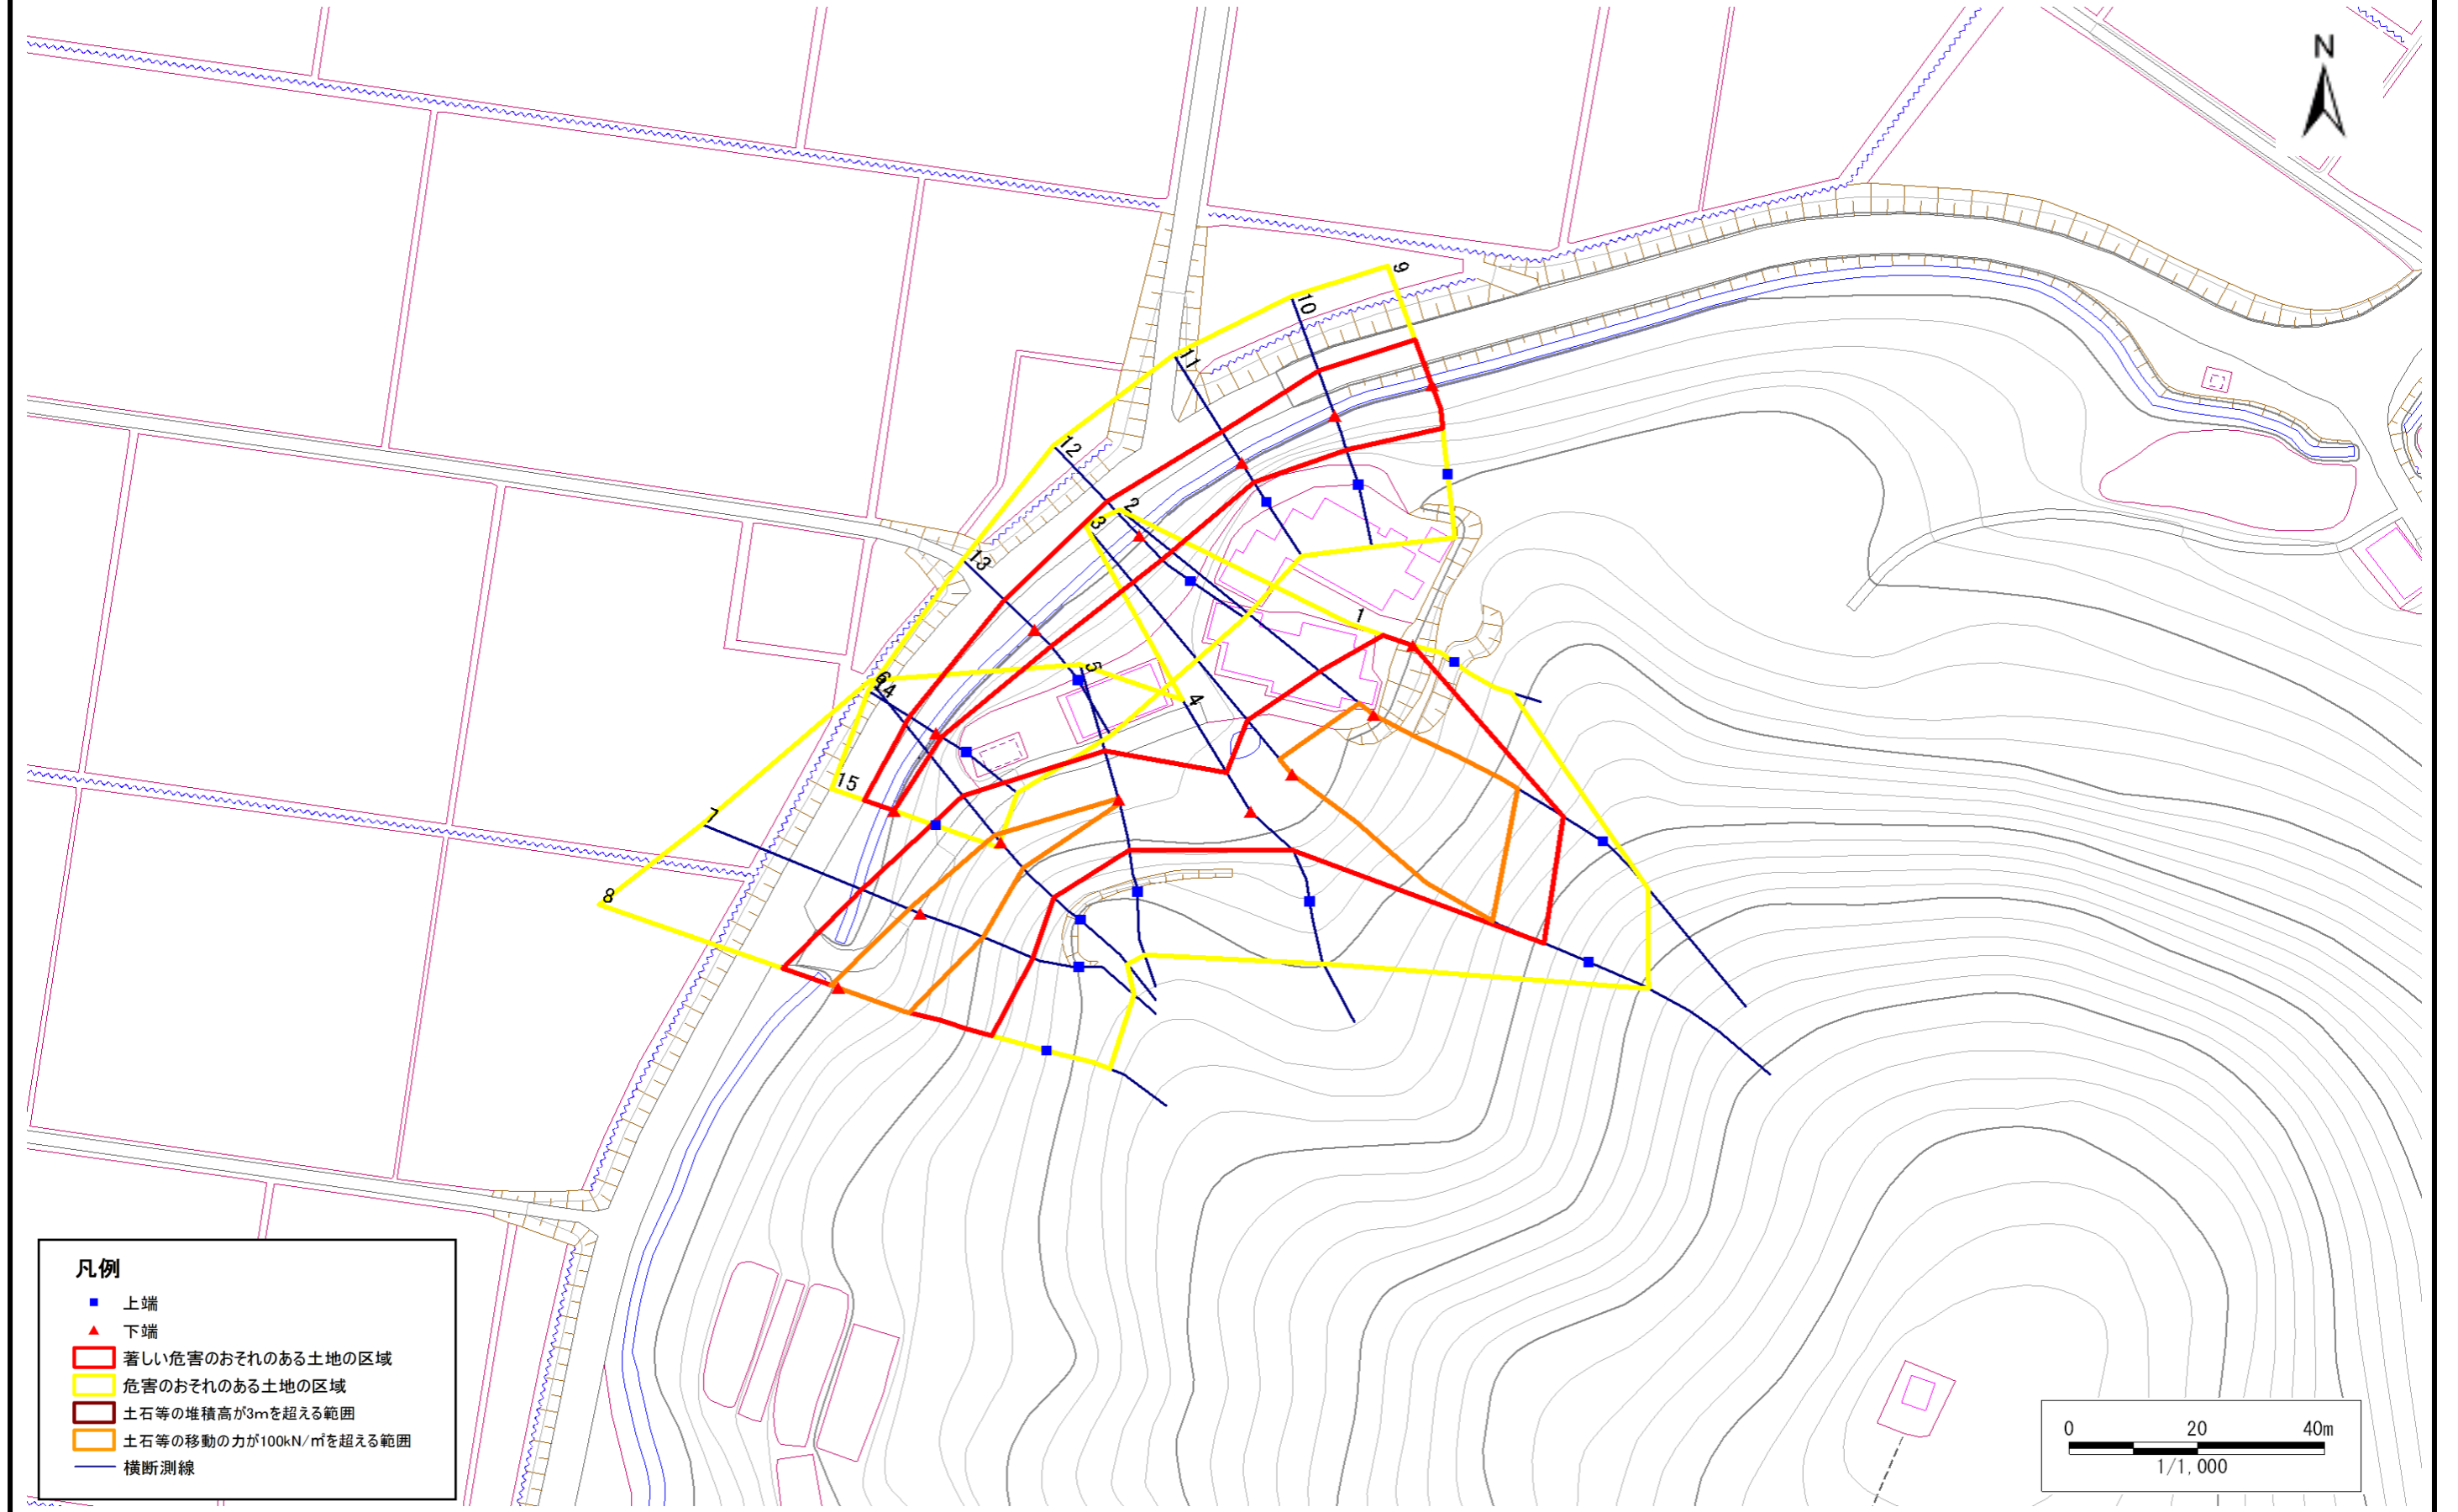 N
9
10
11
12
2
3
13
1
5
6
14
4
15
7
8
凡例
上端
下端
著しい危害のおそれのある土地の区域
危害のおそれのある土地の区域
土石等の堆積高が3mを超える範囲
土石等の移動の力が100kN/㎡を超える範囲
横断測線
0 20 40m
1/1,000